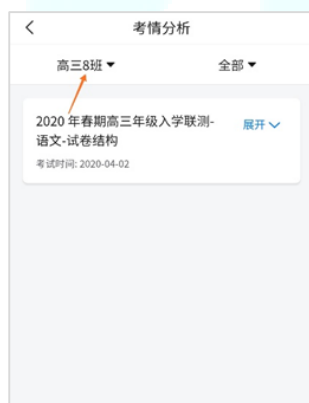 考情分析
高三8班 全部
2020 年春期高三年级入学联测- 展开
语文-试卷结构
考试时间: 2020-04-02